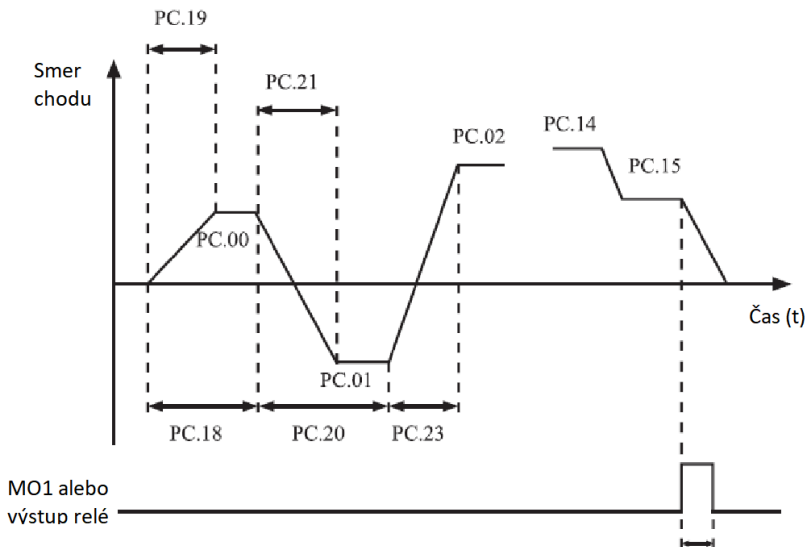 PC.19
Smer
chodu
PC.21
PC.02
PC.14
PC.15
PC.00
Čas (t)
PC.01
PC.18
PC.20
PC.23
MO1 alebo
výstup relé